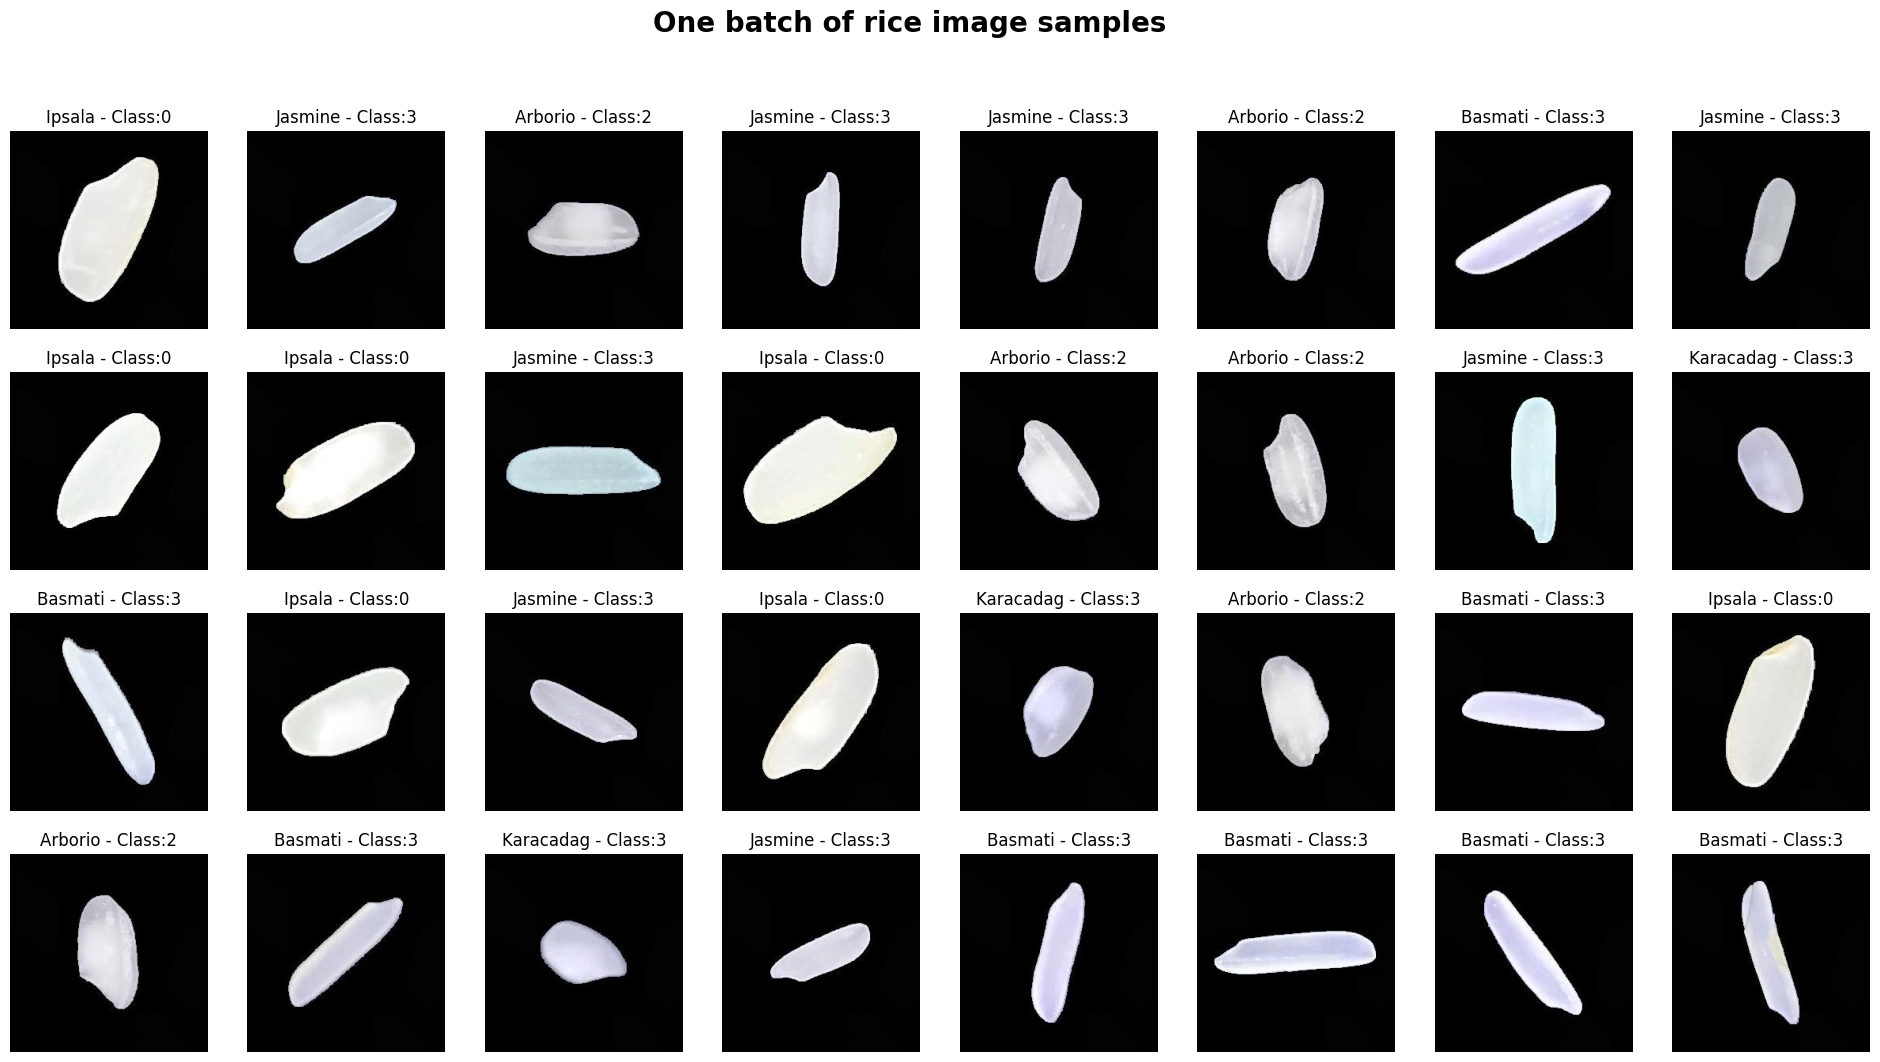 One batch of rice image samples
Ipsala - Class:0
Jasmine - Class:3
Arborio - Class:2
Jasmine - Class:3
Jasmine - Class:3
Arborio - Class:2
Basmati - Class:3
Jasmine - Class:3
Ipsala - Class:0
Ipsala - Class:0
Jasmine - Class:3
Ipsala - Class:0
Arborio - Class:2
Arborio - Class:2
Jasmine - Class:3
Karacadag - Class:3
Basmati - Class:3
Ipsala - Class:0
Jasmine - Class:3
Ipsala - Class:0
Karacadag - Class:3
Arborio - Class:2
Basmati - Class:3
Ipsala - Class:0
Arborio - Class:2
Basmati - Class:3
Karacadag - Class:3
Jasmine - Class:3
Basmati - Class:3
Basmati - Class:3
Basmati - Class:3
Basmati - Class:3